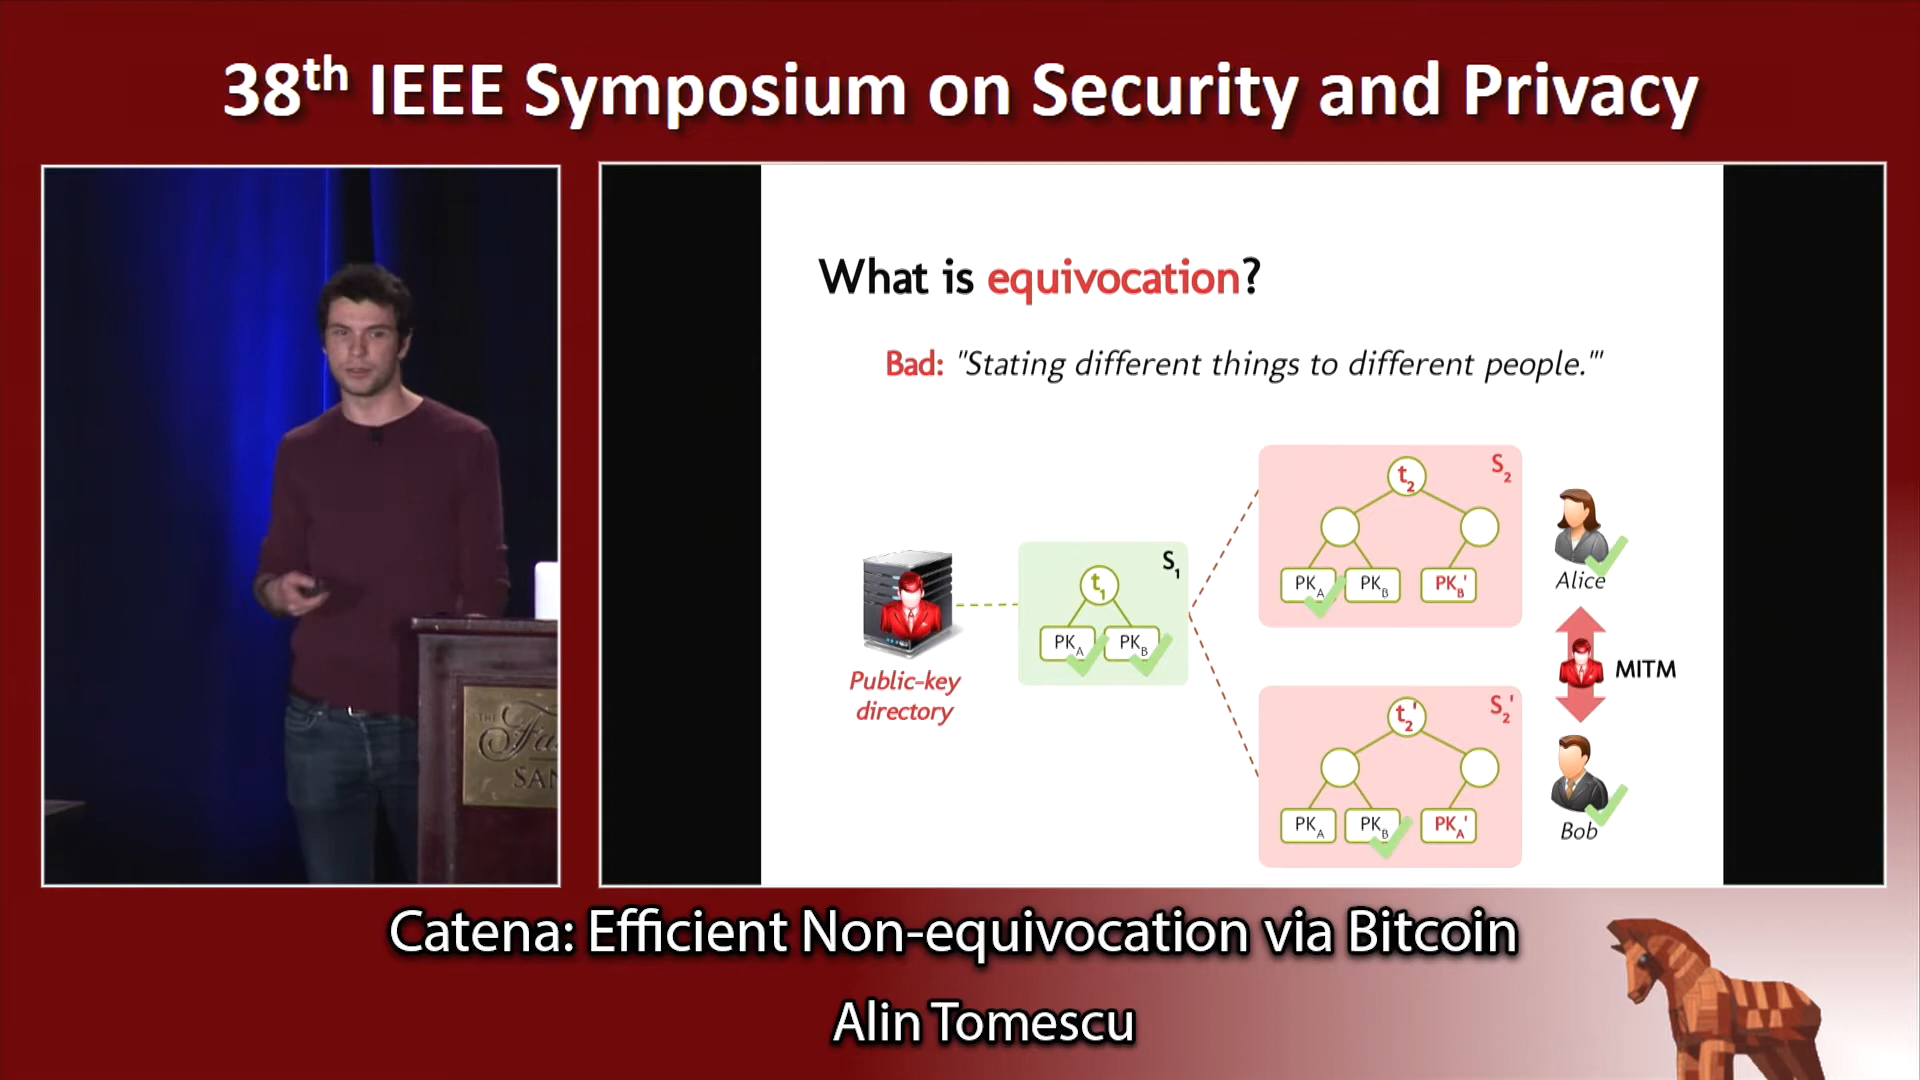 38th IEEE Symposium on Security and Privacy
What is equivocation?
Bad: "Stating different things to different people.'"
S2
t2
PKA PKB PKB'
Alice
S1
t1
PKA PKB
Public-key
directory
MITM
S2'
t2'
PKA PKB PKA'
Bob
THE
SAN
Catena: Efficient Non-equivocation via Bitcoin
Alin Tomescu